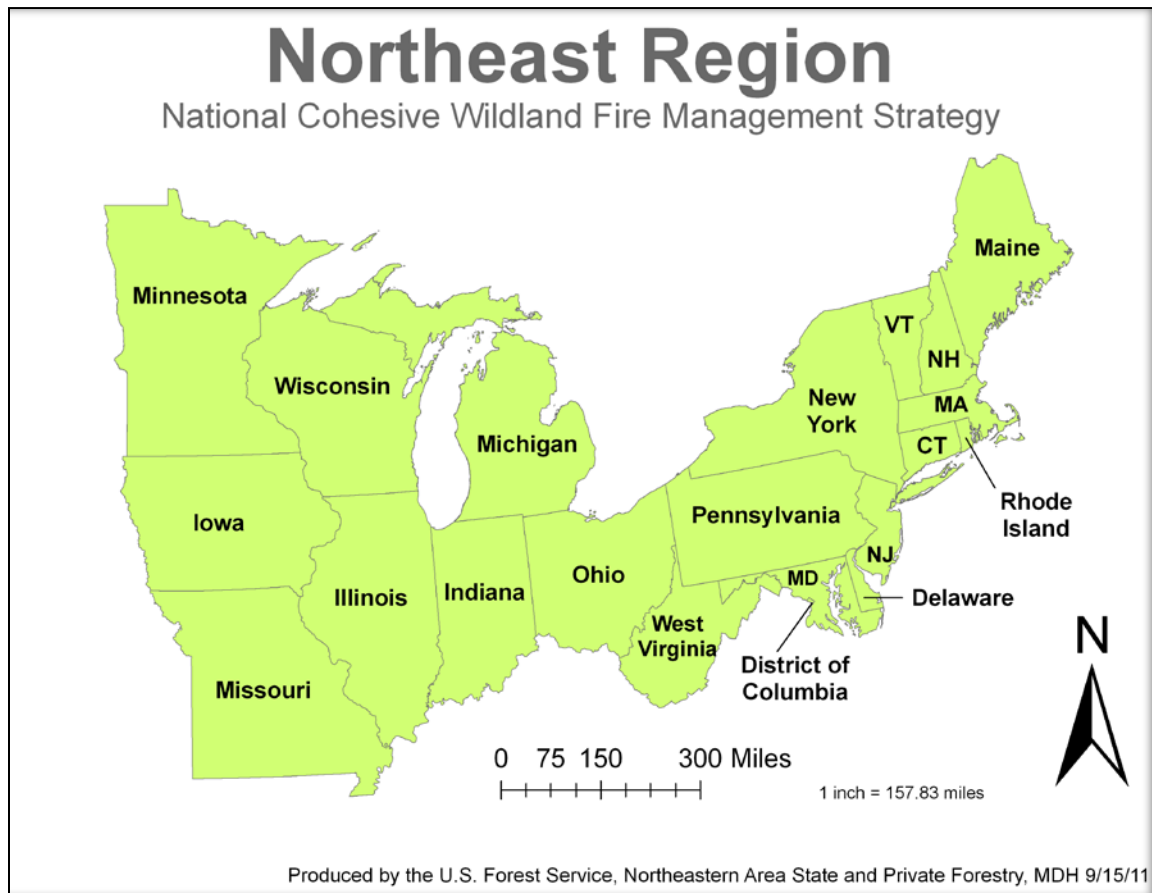 Northeast Region
National Cohesive Wildland Fire Management Strategy
Maine
Minnesota
VT
NH
Wisconsin
New
York
MA
Michigan
CT
Rhode
Island
Pennsylvania
Iowa
NJ
Ohio
MD
Illinois
Indiana
Delaware
West
Virginia
N
District of
Columbia
Missouri
0 75 150 300 Miles
1 inch = 157.83 miles
Produced by the U.S. Forest Service, Northeastern Area State and Private Forestry, MDH 9/15/11